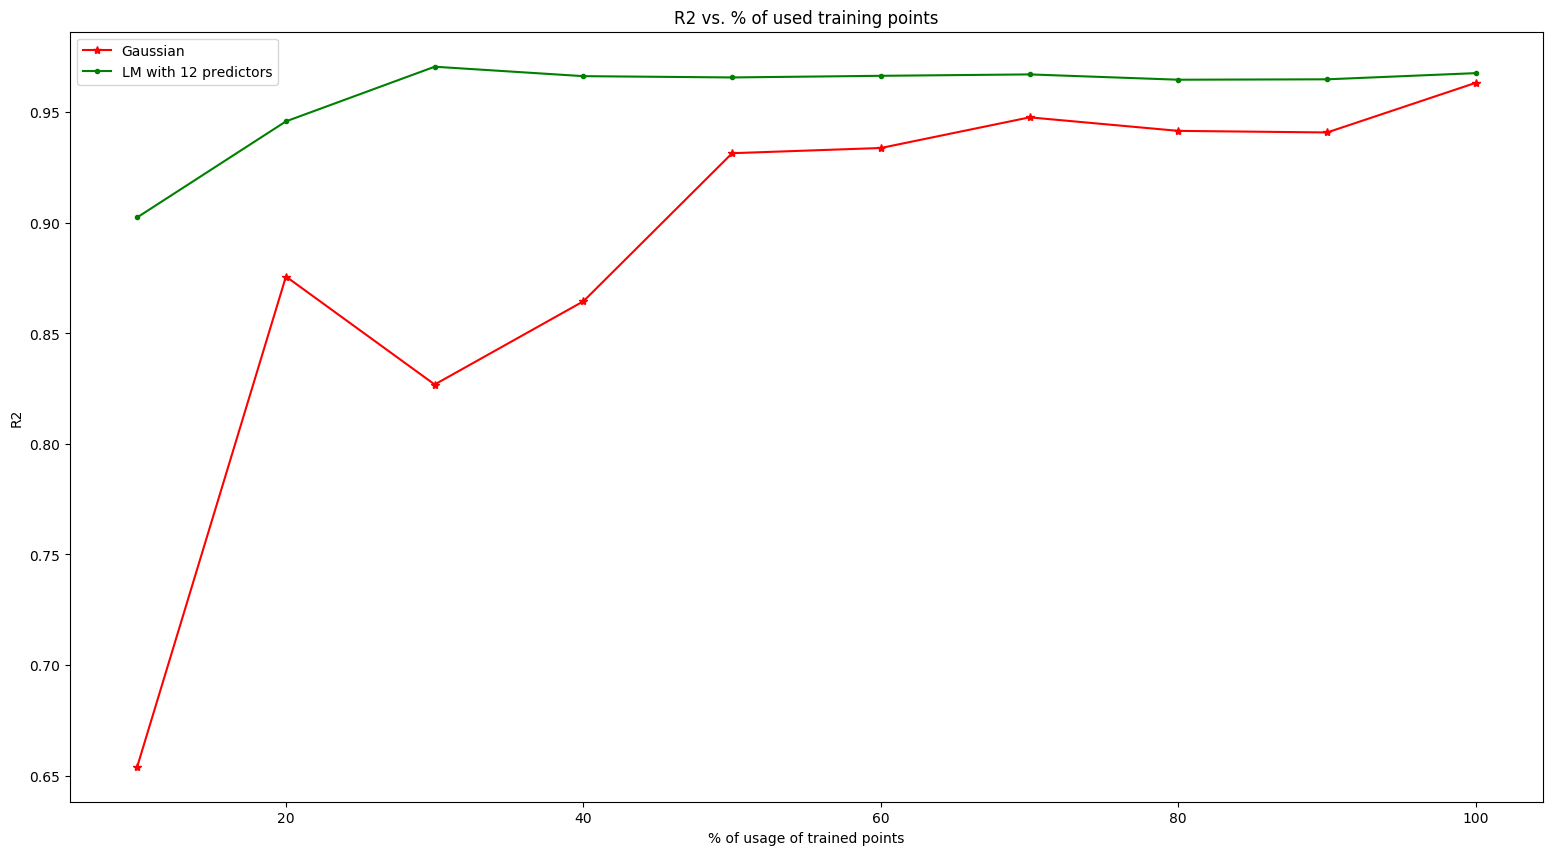 R2 vs. % of used training points
Gaussian
LM with 12 predictors
0.95
0.90
0.85
0.80
0.75
0.70
0.65
R2
20 40 60 80 100
% of usage of trained points